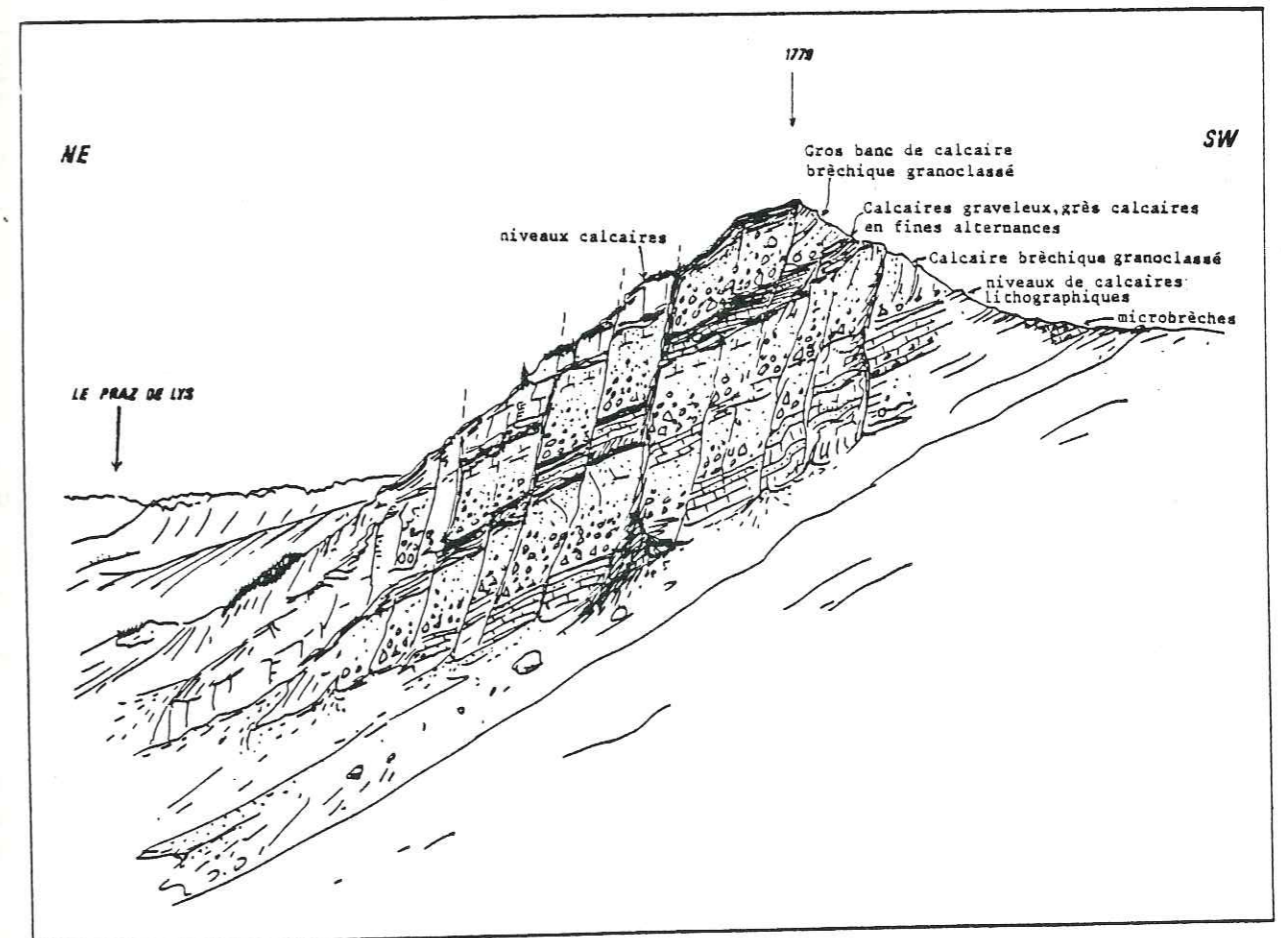 1779
NE
SW
Gros banc de calcaire
brèchique granoclassé
Calcaires graveleux, grès calcaires
en fines alternances
niveaux calcaires
Calcaire brèchique granoclassé
niveaux de calcaires
lithographiques
microbrèches
LE PRAZ DE LYS